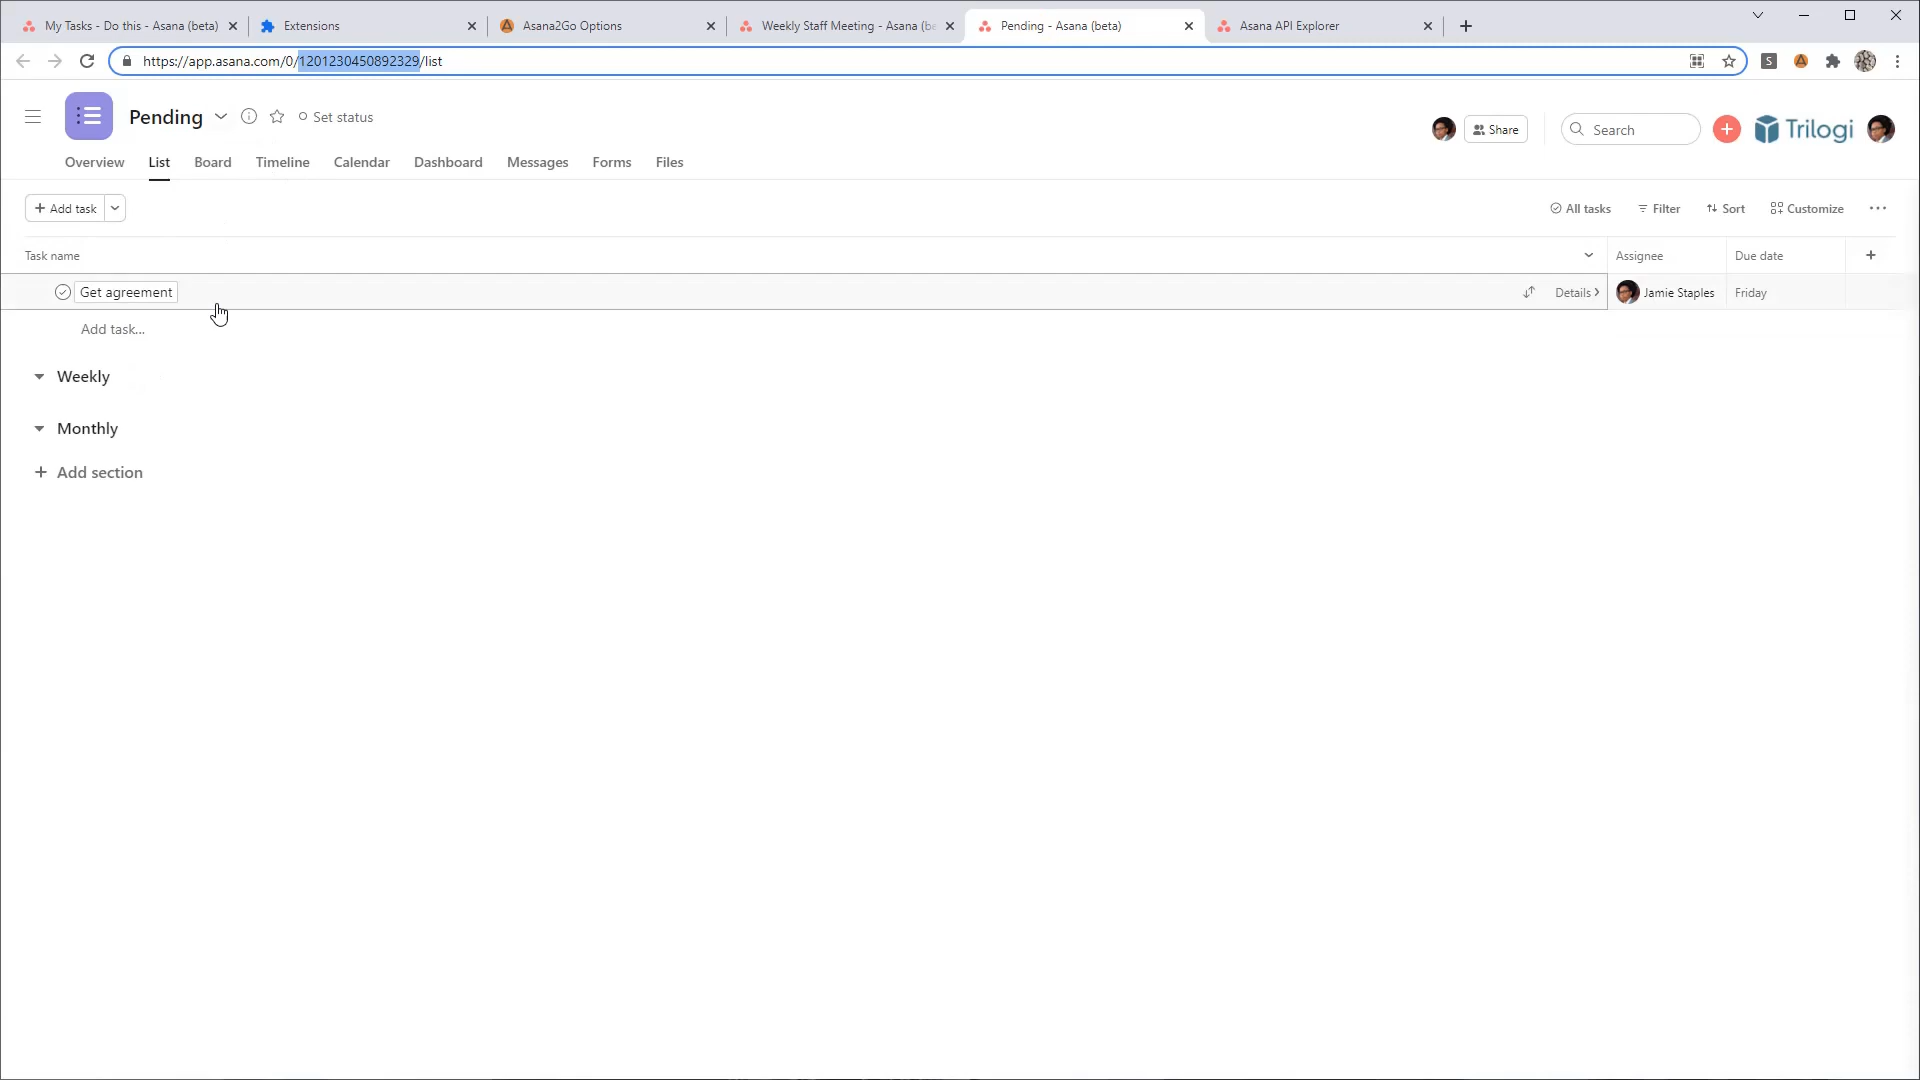 My Tasks - Do this - Asana (beta)
Extensions
Asana2Go Options
Weekly Staff Meeting - Asana (be
Pending - Asana (beta)
Asana API Explorer
https://app.asana.com/0/1201230450892329/list
S
Pending
Set status
Share
Search
Trilogi
Overview
List
Board
Timeline
Calendar
Dashboard
Messages
Forms
Files
+ Add task
All tasks
Filter
Sort
Customize
Task name
Assignee
Due date
Get agreement
Details
Jamie Staples
Friday
Add task...
Weekly
Monthly
+ Add section